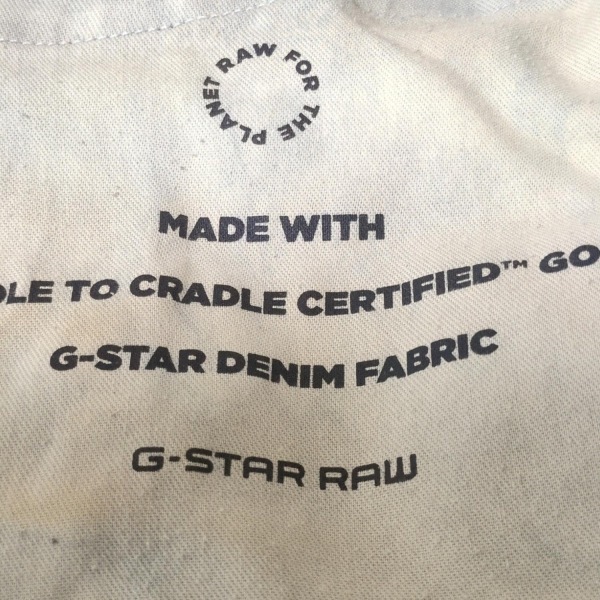 RAW FOR THE PLANET
MADE WITH
DLE TO CRADLE CERTIFIED™ GO
G-STAR DENIM FABRIC
G-STAR RAW